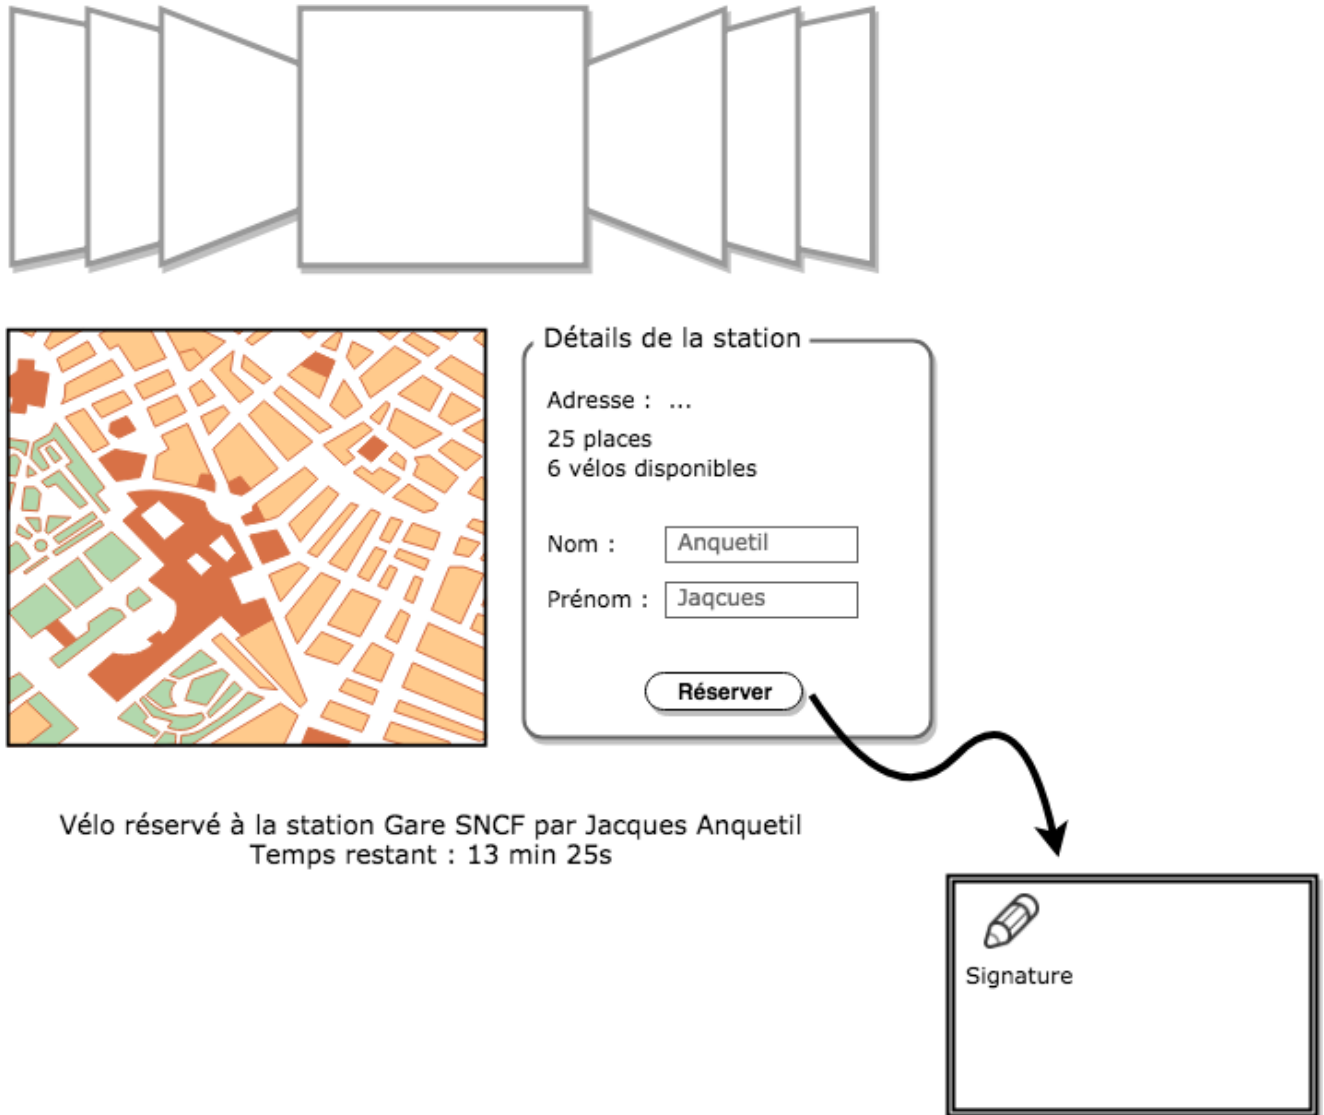 Détails de la station
Adresse : ...
25 places
6 vélos disponibles
Nom : Anquetil
Prénom : Jaqcues
Réserver
Vélo réservé à la station Gare SNCF par Jacques Anquetil
Temps restant : 13 min 25s
Signature